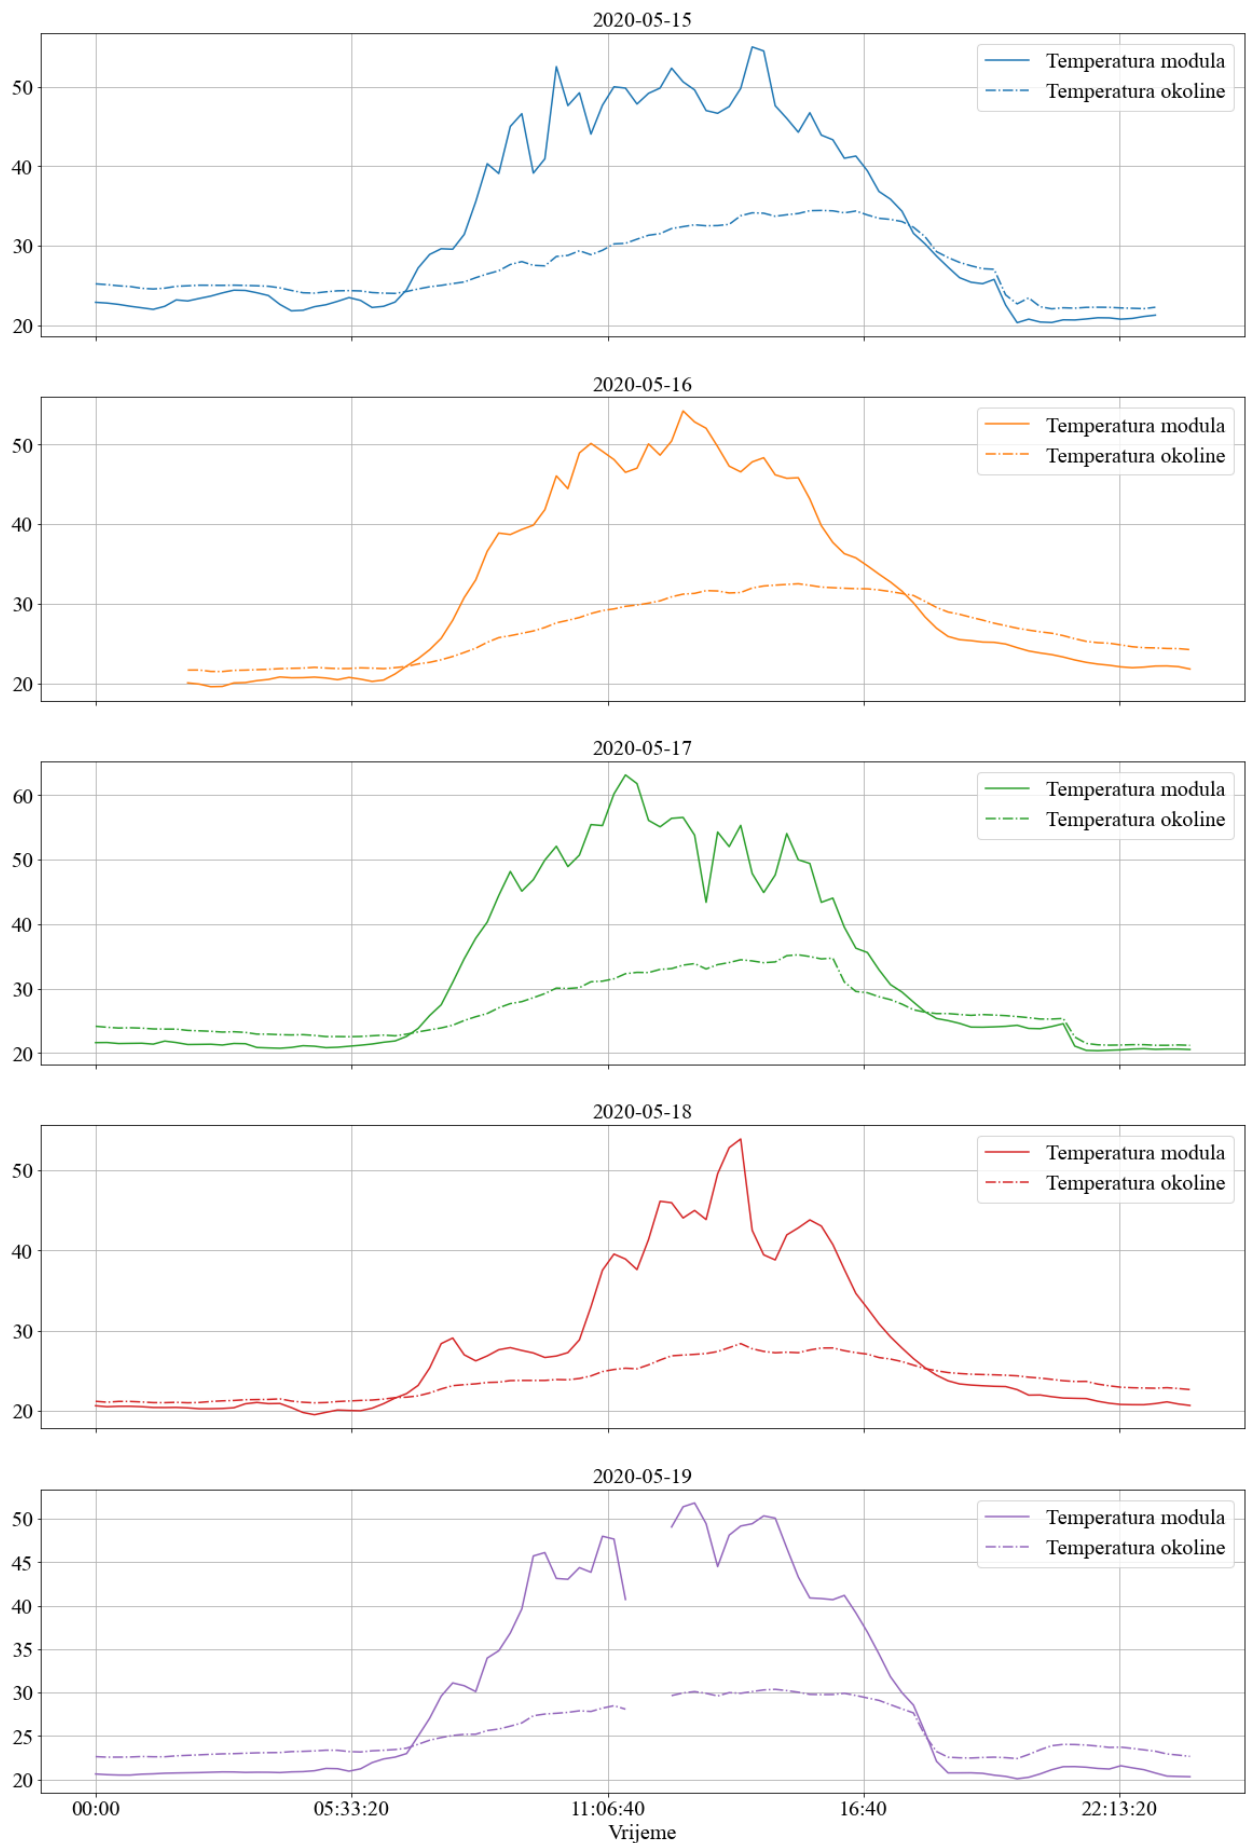 2020-05-15
50
40
30
20
Temperatura modula
Temperatura okoline
2020-05-16
50
40
30
20
Temperatura modula
Temperatura okoline
2020-05-17
60
50
40
30
20
Temperatura modula
Temperatura okoline
2020-05-18
50
40
30
20
Temperatura modula
Temperatura okoline
2020-05-19
50
45
40
35
30
25
20
Temperatura modula
Temperatura okoline
00:00 05:33:20 11:06:40 16:40 22:13:20
Vrijeme